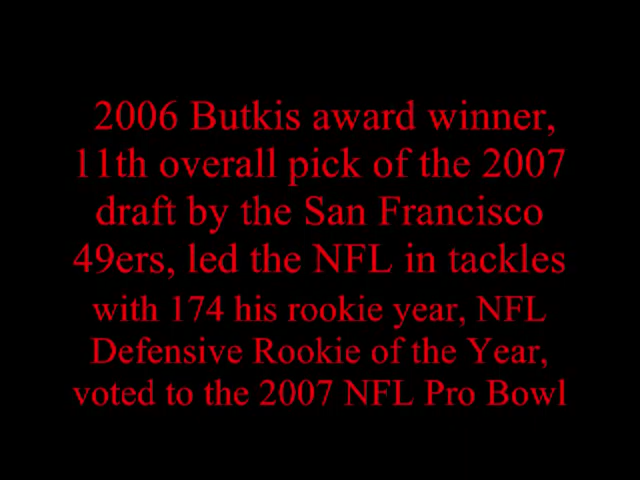 2006 Butkis award winner,
11th overall pick of the 2007
draft by the San Francisco
49ers, led the NFL in tackles
with 174 his rookie year, NFL
Defensive Rookie of the Year,
voted to the 2007 NFL Pro Bowl